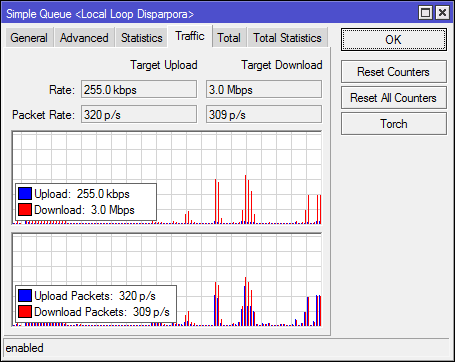 Simple Queue <Local Loop Disparpora>
General Advanced Statistics Traffic Total Total Statistics
Target Upload Target Download
Rate: 255.0 kbps 3.0 Mbps
Packet Rate: 320 p/s 309 p/s
Upload: 255.0 kbps
Download: 3.0 Mbps
Upload Packets: 320 p/s
Download Packets: 309 p/s
OK
Reset Counters
Reset All Counters
Torch
enabled